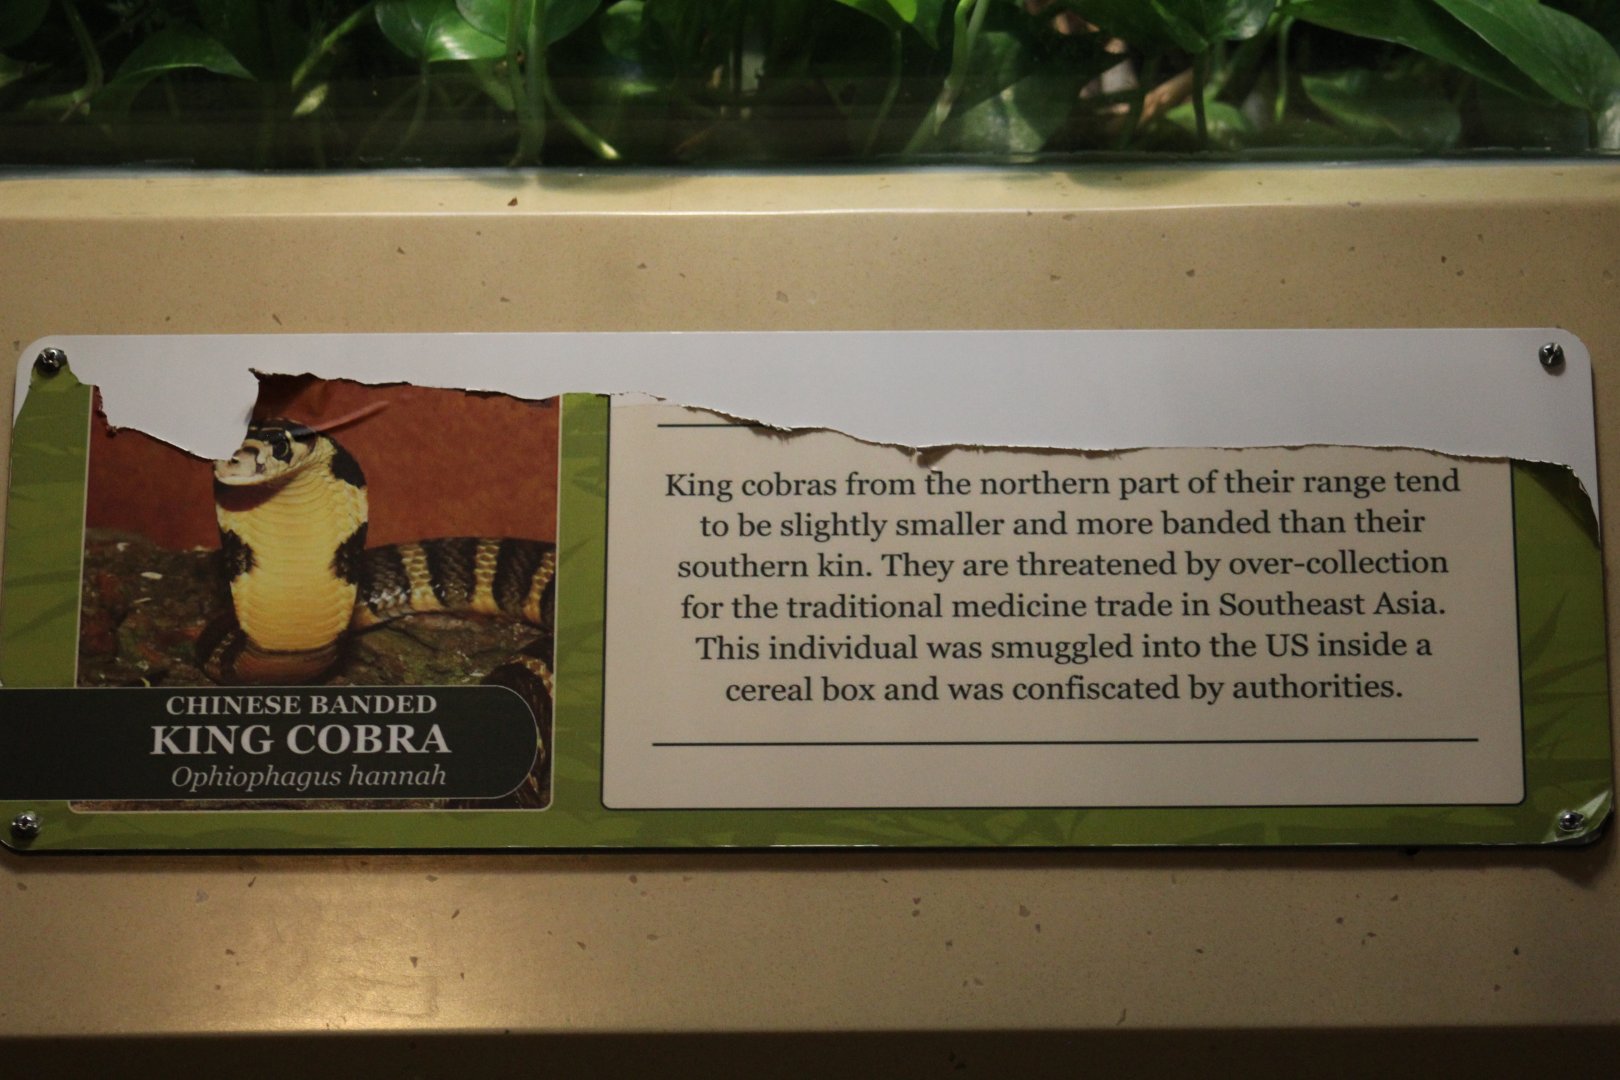 CHINESE BANDED
KING COBRA
Ophiophagus hannah
King cobras from the northern part of their range tend
to be slightly smaller and more banded than their
southern kin. They are threatened by over-collection
for the traditional medicine trade in Southeast Asia.
This individual was smuggled into the US inside a
cereal box and was confiscated by authorities.